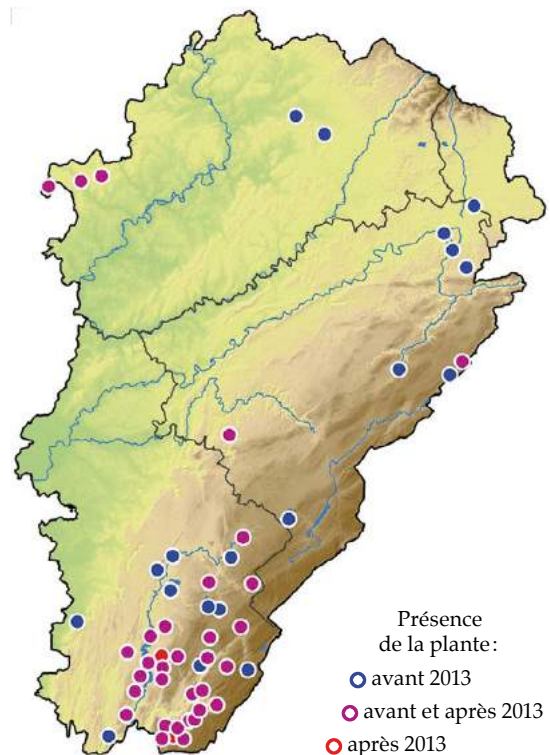 Présence
de la plante :
avant 2013
avant et après 2013
après 2013